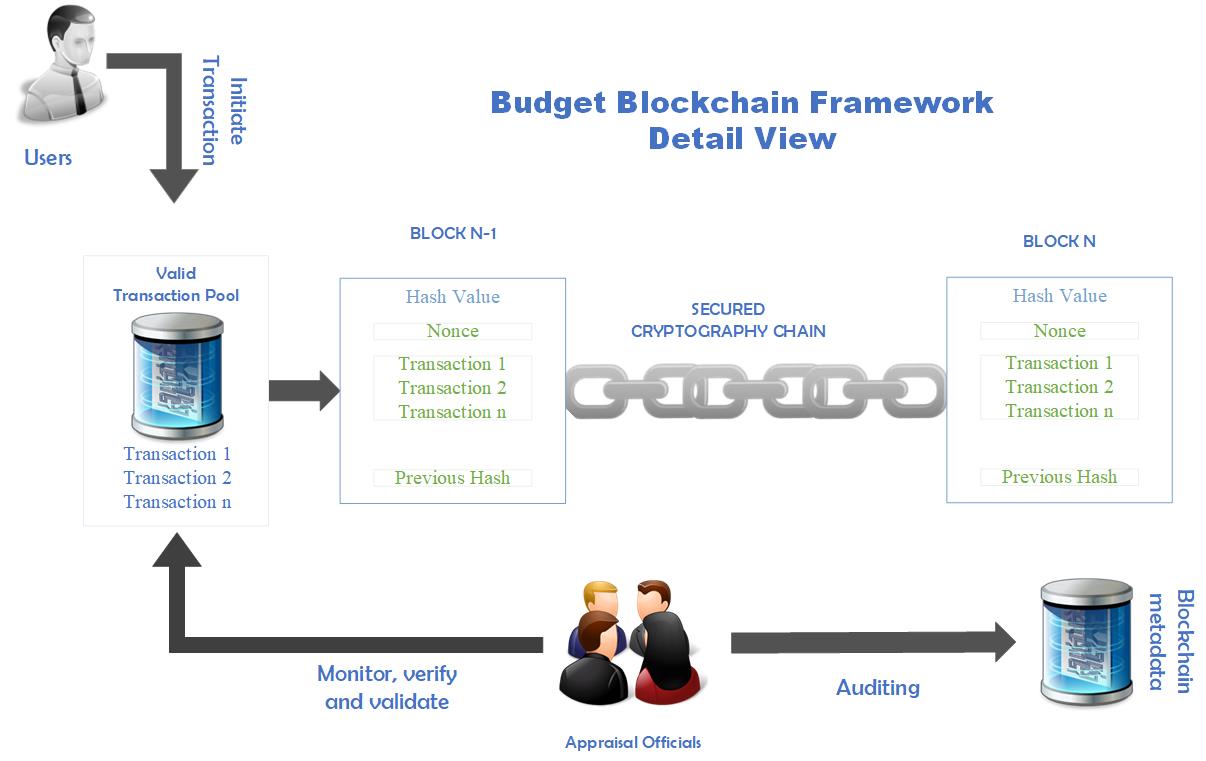 Budget Blockchain Framework
Detail View
Initiate
Transaction
Users
BLOCK N-1
BLOCK N
Valid
Transaction Pool
Transaction 1
Transaction 2
Transaction n
Hash Value
Nonce
Transaction 1
Transaction 2
Transaction n
Previous Hash
SECURED
CRYPTOGRAPHY CHAIN
Hash Value
Nonce
Transaction 1
Transaction 2
Transaction n
Previous Hash
Monitor, verify
and validate
Appraisal Officials
Auditing
Blockchain
metadata